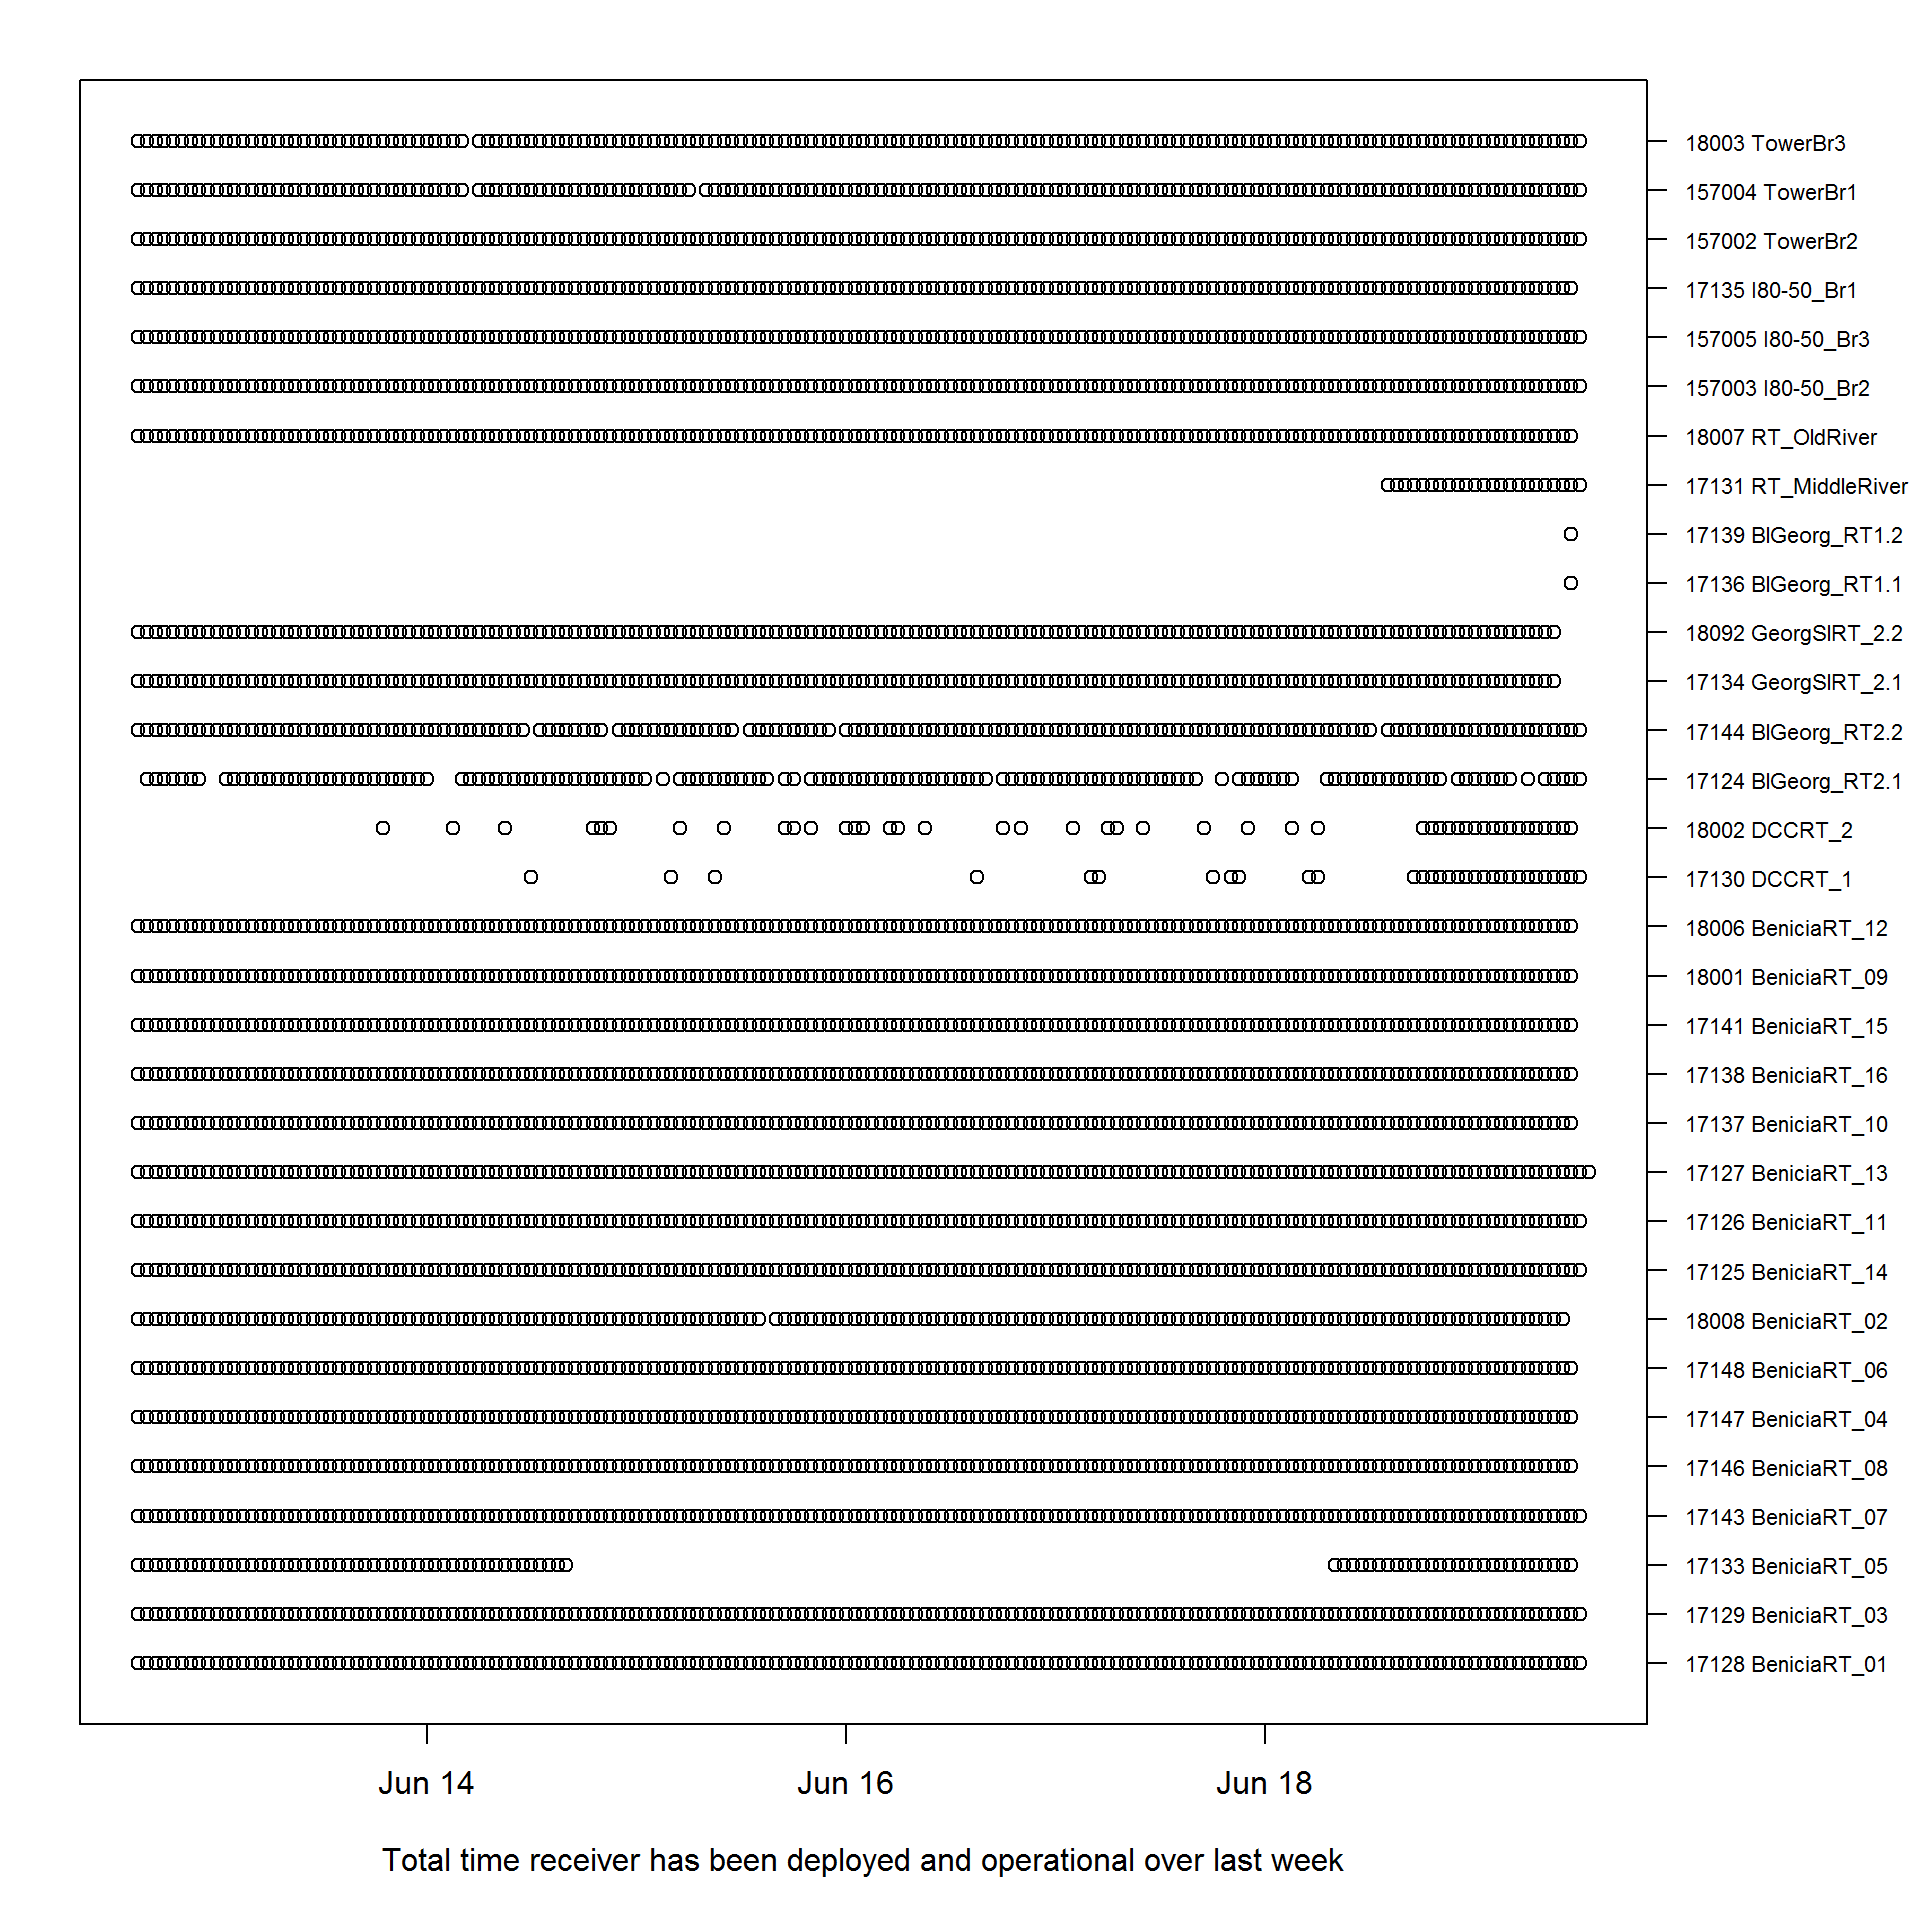 18003 TowerBr3
157004 TowerBr1
157002 TowerBr2
17135 I80-50_Br1
157005 I80-50_Br3
157003 I80-50_Br2
18007 RT_OldRiver
17131 RT_MiddleRiver
17139 BlGeorg_RT1.2
17136 BlGeorg_RT1.1
18092 GeorgSlRT_2.2
17134 GeorgSlRT_2.1
17144 BlGeorg_RT2.2
17124 BlGeorg_RT2.1
18002 DCCRT_2
17130 DCCRT_1
18006 BeniciaRT_12
18001 BeniciaRT_09
17141 BeniciaRT_15
17138 BeniciaRT_16
17137 BeniciaRT_10
17127 BeniciaRT_13
17126 BeniciaRT_11
17125 BeniciaRT_14
18008 BeniciaRT_02
17148 BeniciaRT_06
17147 BeniciaRT_04
17146 BeniciaRT_08
17143 BeniciaRT_07
17133 BeniciaRT_05
17129 BeniciaRT_03
17128 BeniciaRT_01
Jun 14 Jun 16 Jun 18
Total time receiver has been deployed and operational over last week